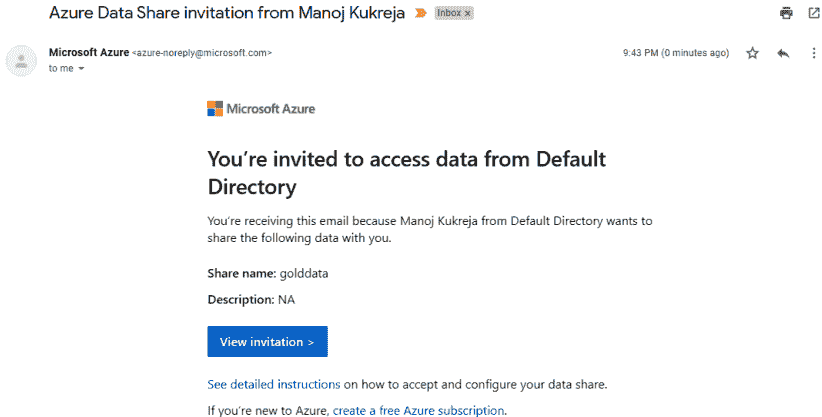 Azure Data Share invitation from Manoj Kukreja Inbox ×
Microsoft Azure <azure-noreply@microsoft.com> 9:43 PM (0 minutes ago)
to me
Microsoft Azure
You're invited to access data from Default
Directory
You're receiving this email because Manoj Kukreja from Default Directory wants to
share the following data with you.
Share name: golddata
Description: NA
View invitation >
See detailed instructions on how to accept and configure your data share.
If you're new to Azure, create a free Azure subscription.